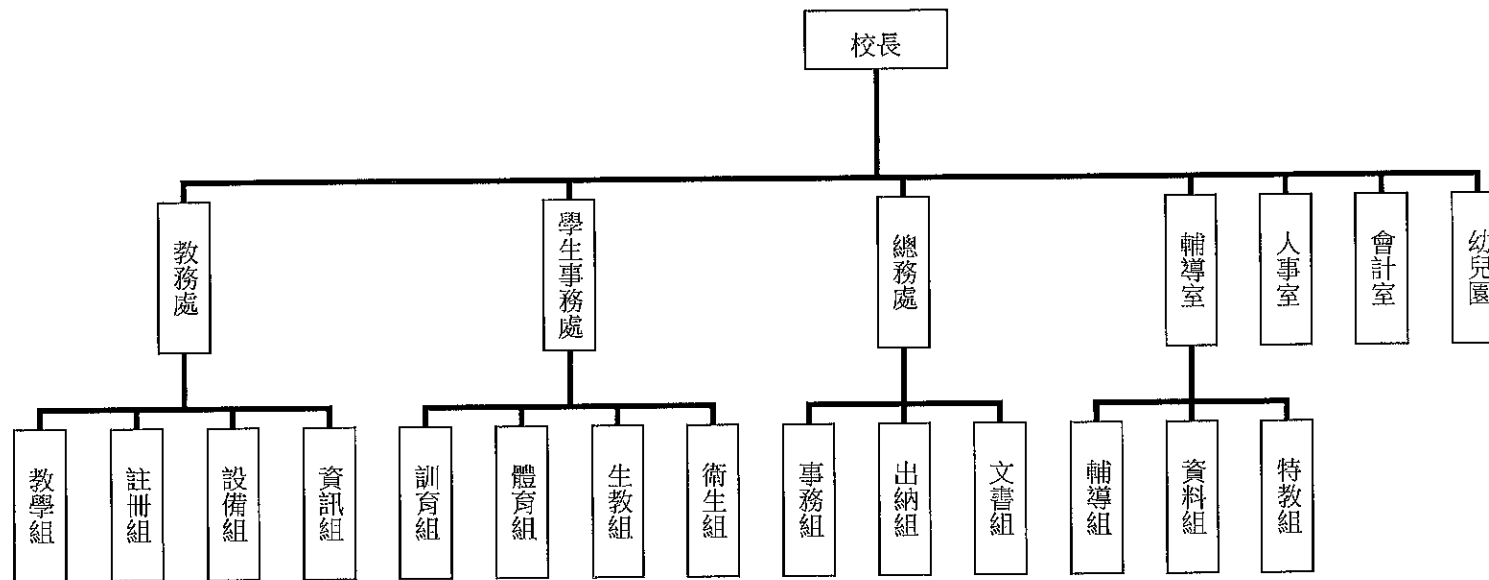 校長
教務處
學生事務處
總務處
輔導室
人事室
會計室
幼兒園
教學組
註冊組
設備組
資訊組
訓育組
體育組
生教組
衛生組
事務組
出納組
文書組
輔導組
資料組
特教組